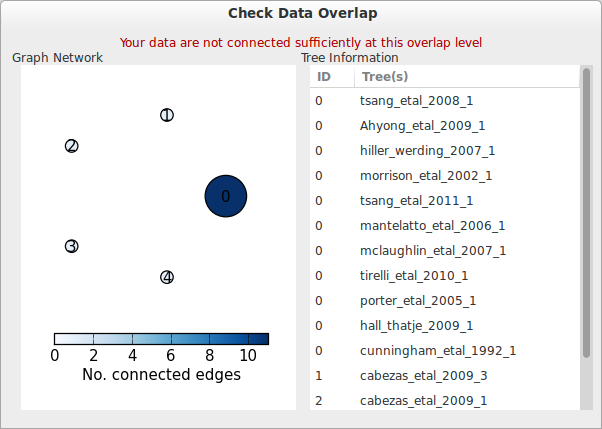 Check Data Overlap
Your data are not connected sufficiently at this overlap level
Graph Network
1
2
0
3
4
0 2 4 6 8 10
No. connected edges
Tree Information
ID Tree(s)
0 tsang_etal_2008_1
0 Ahyong_etal_2009_1
0 hiller_werding_2007_1
0 morrison_etal_2002_1
0 tsang_etal_2011_1
0 mantelatto_etal_2006_1
0 mclaughlin_etal_2007_1
0 tirelli_etal_2010_1
0 porter_etal_2005_1
0 hall_thatje_2009_1
0 cunningham_etal_1992_1
1 cabezas_etal_2009_3
2 cabezas_etal_2009_1